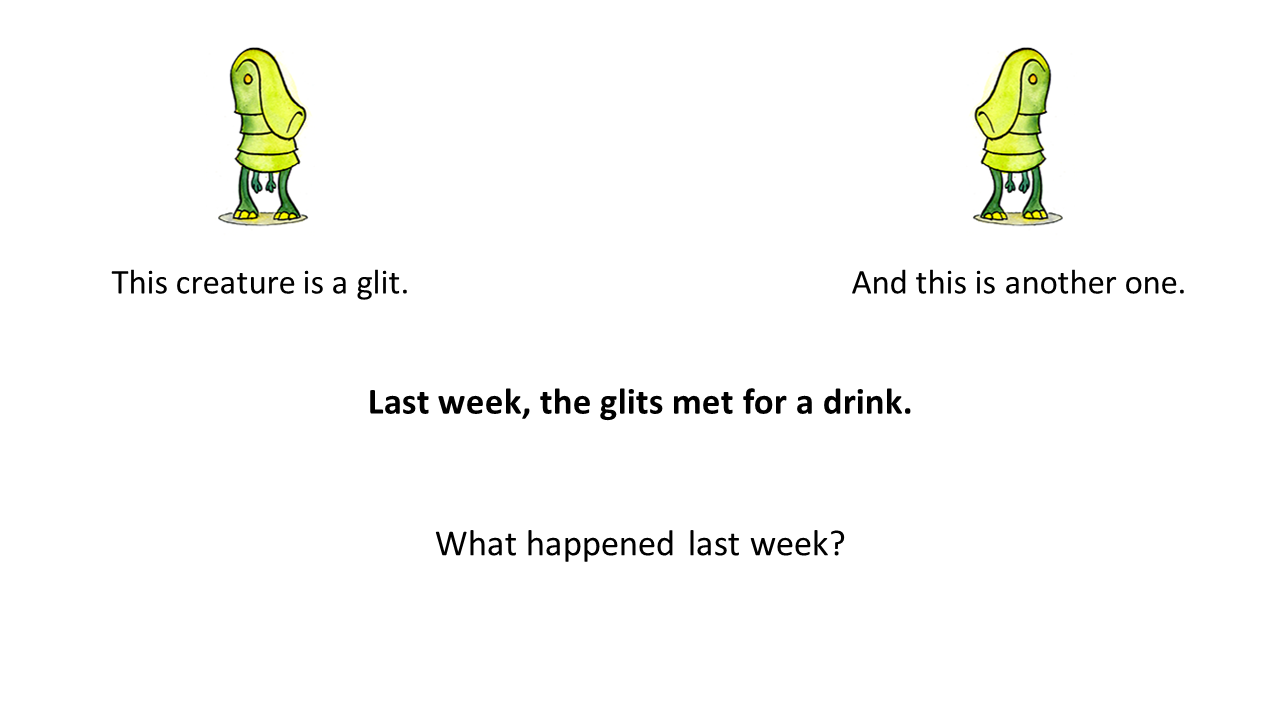 This creature is a glit.
And this is another one.
Last week, the glits met for a drink.
What happened last week?